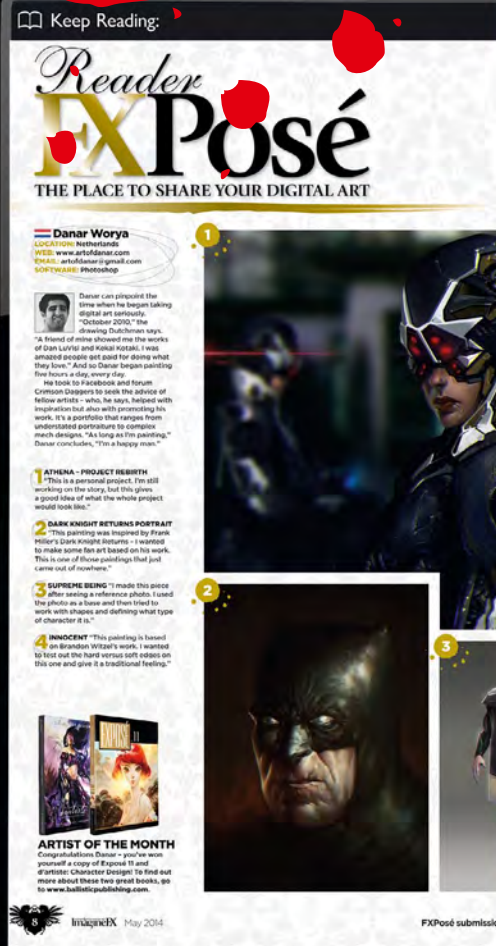 Keep Reading:
Reader
FXPosé
THE PLACE TO SHARE YOUR DIGITAL ART
Danar Worya
LOCATION: Netherlands
WEB: www.artofdanar.com
EMAIL: artofdanar@gmail.com
SOFTWARE: Photoshop
Danar can pinpoint the
time when he began taking
digital art seriously.
"October 2010," the
drawing Dutchman says.
"A friend of mine showed me the works
of Dan LuVisi and Kekai Kotaki. I was
amazed people get paid for doing what
they love." And so Danar began painting
five hours a day, every day.
He took to Facebook and forum
Crimson Daggers to seek the advice of
fellow artists – who, he says, helped with
inspiration but also with promoting his
work. It's a portfolio that ranges from
understated portraiture to complex
mech designs. "As long as I'm painting,"
Danar concludes, "I'm a happy man."
1 ATHENA – PROJECT REBIRTH
"This is a personal project. I'm still
working on the story, but this gives
a good idea of what the whole project
would look like."
2 DARK KNIGHT RETURNS PORTRAIT
"This painting was inspired by Frank
Miller's Dark Knight Returns – I wanted
to make some fan art based on his work.
This is one of those paintings that just
came out of nowhere."
3 SUPREME BEING "I made this piece
after seeing a reference photo. I used
the photo as a base and then tried to
work with shapes and defining what type
of character it is."
4 INNOCENT "This painting is based
on Brandon Witzel's work. I wanted
to test out the hard versus soft edges on
this one and give it a traditional feeling."
1
2
3
EXPOSÉ 11
ARTIST OF THE MONTH
Congratulations Danar – you've won
yourself a copy of Exposé 11 and
d'artiste: Character Design! To find out
more about these two great books, go
to www.ballisticpublishing.com.
8 ImagineFX May 2014
FXPosé submissio